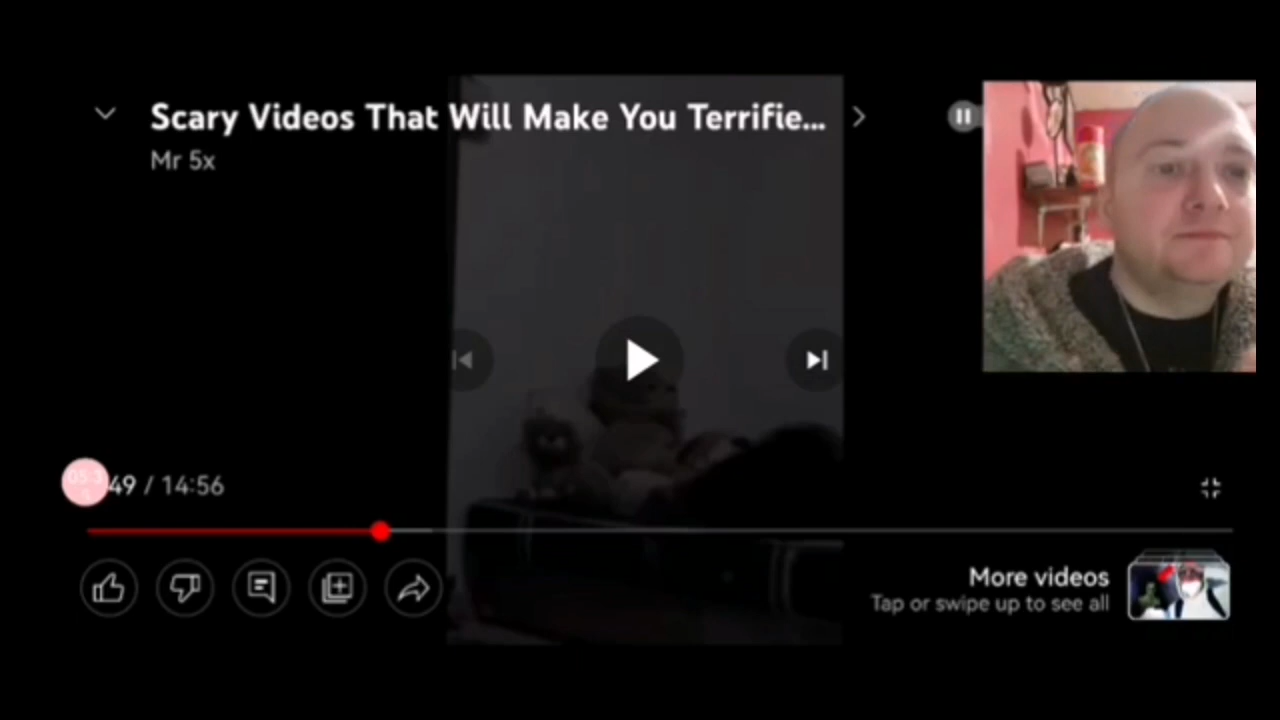 Scary Videos That Will Make You Terrifie...
Mr 5x
49 / 14:56
More videos
Tap or swipe up to see all